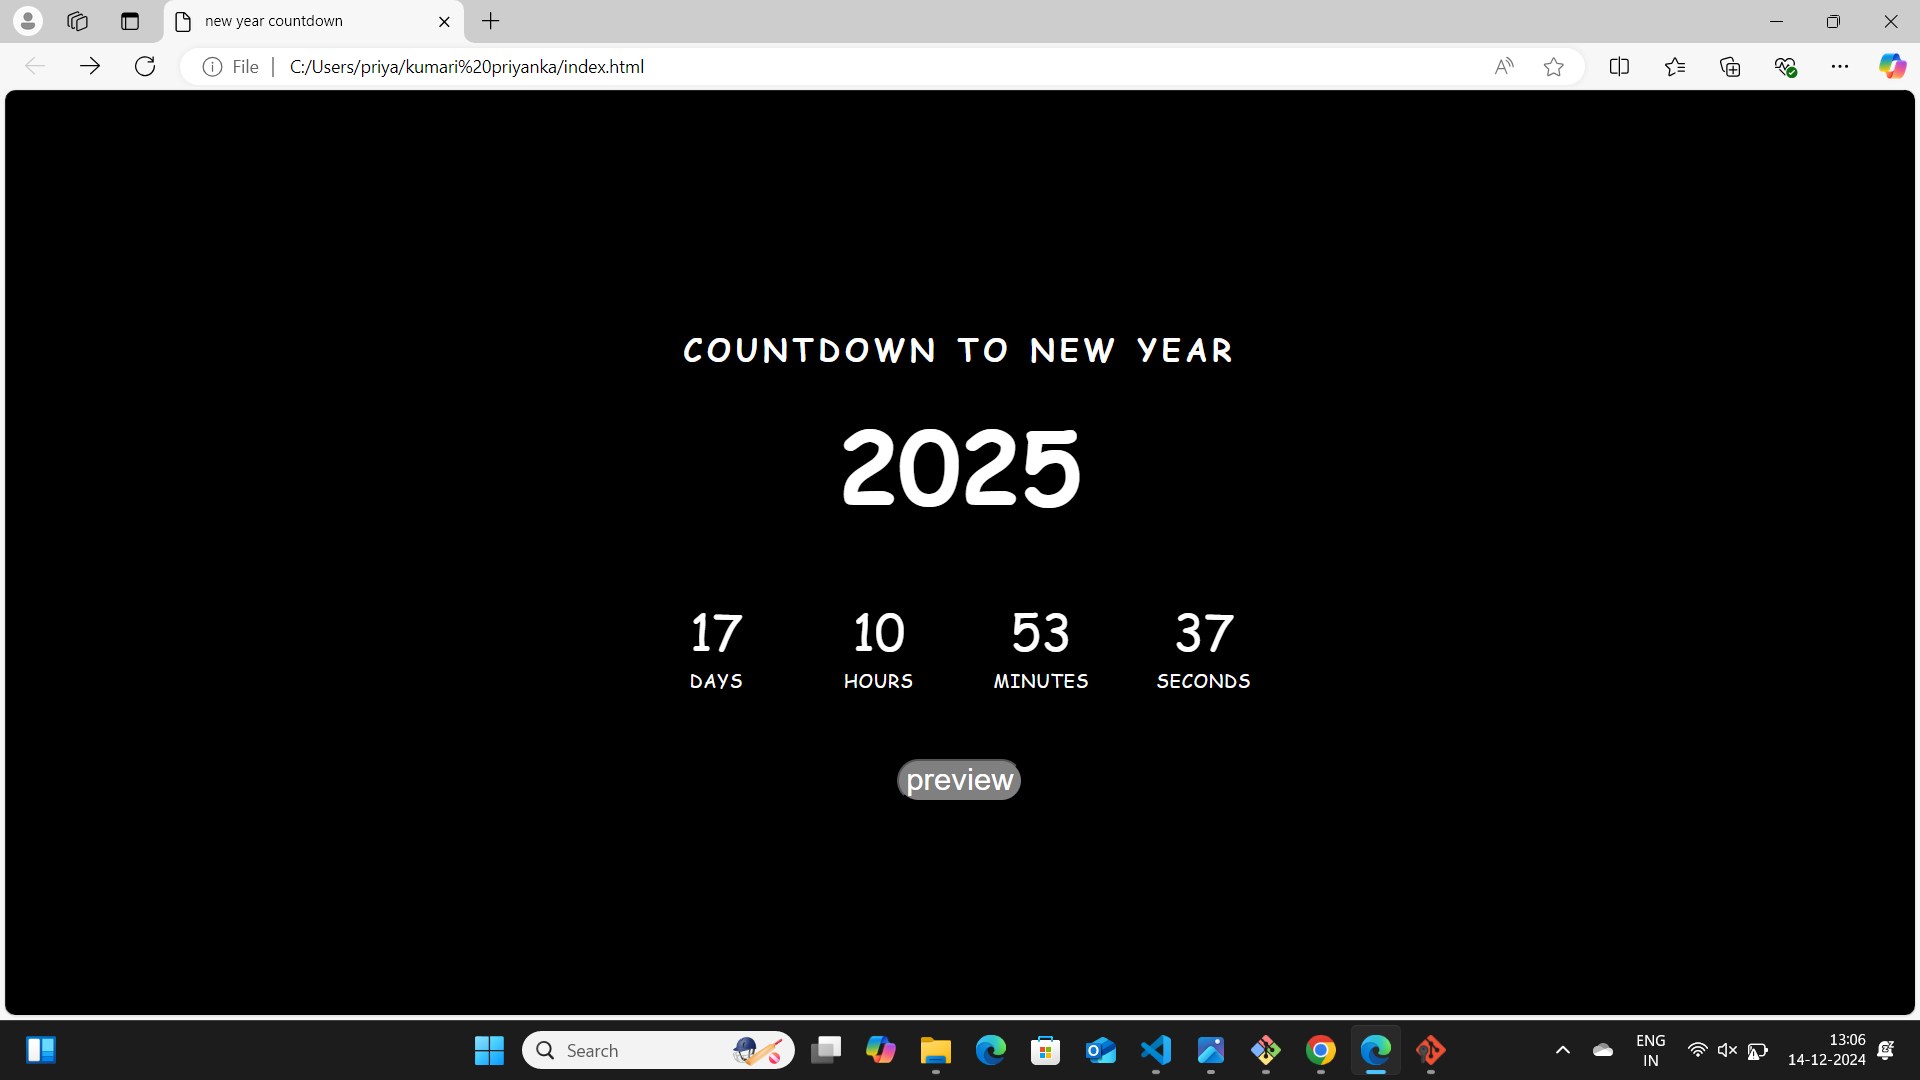 new year countdown
File
C:/Users/priya/kumari%20priyanka/index.html
COUNTDOWN TO NEW YEAR
2025
17 10 53 37
DAYS HOURS MINUTES SECONDS
preview
Search
ENG
IN
13:06
14-12-2024